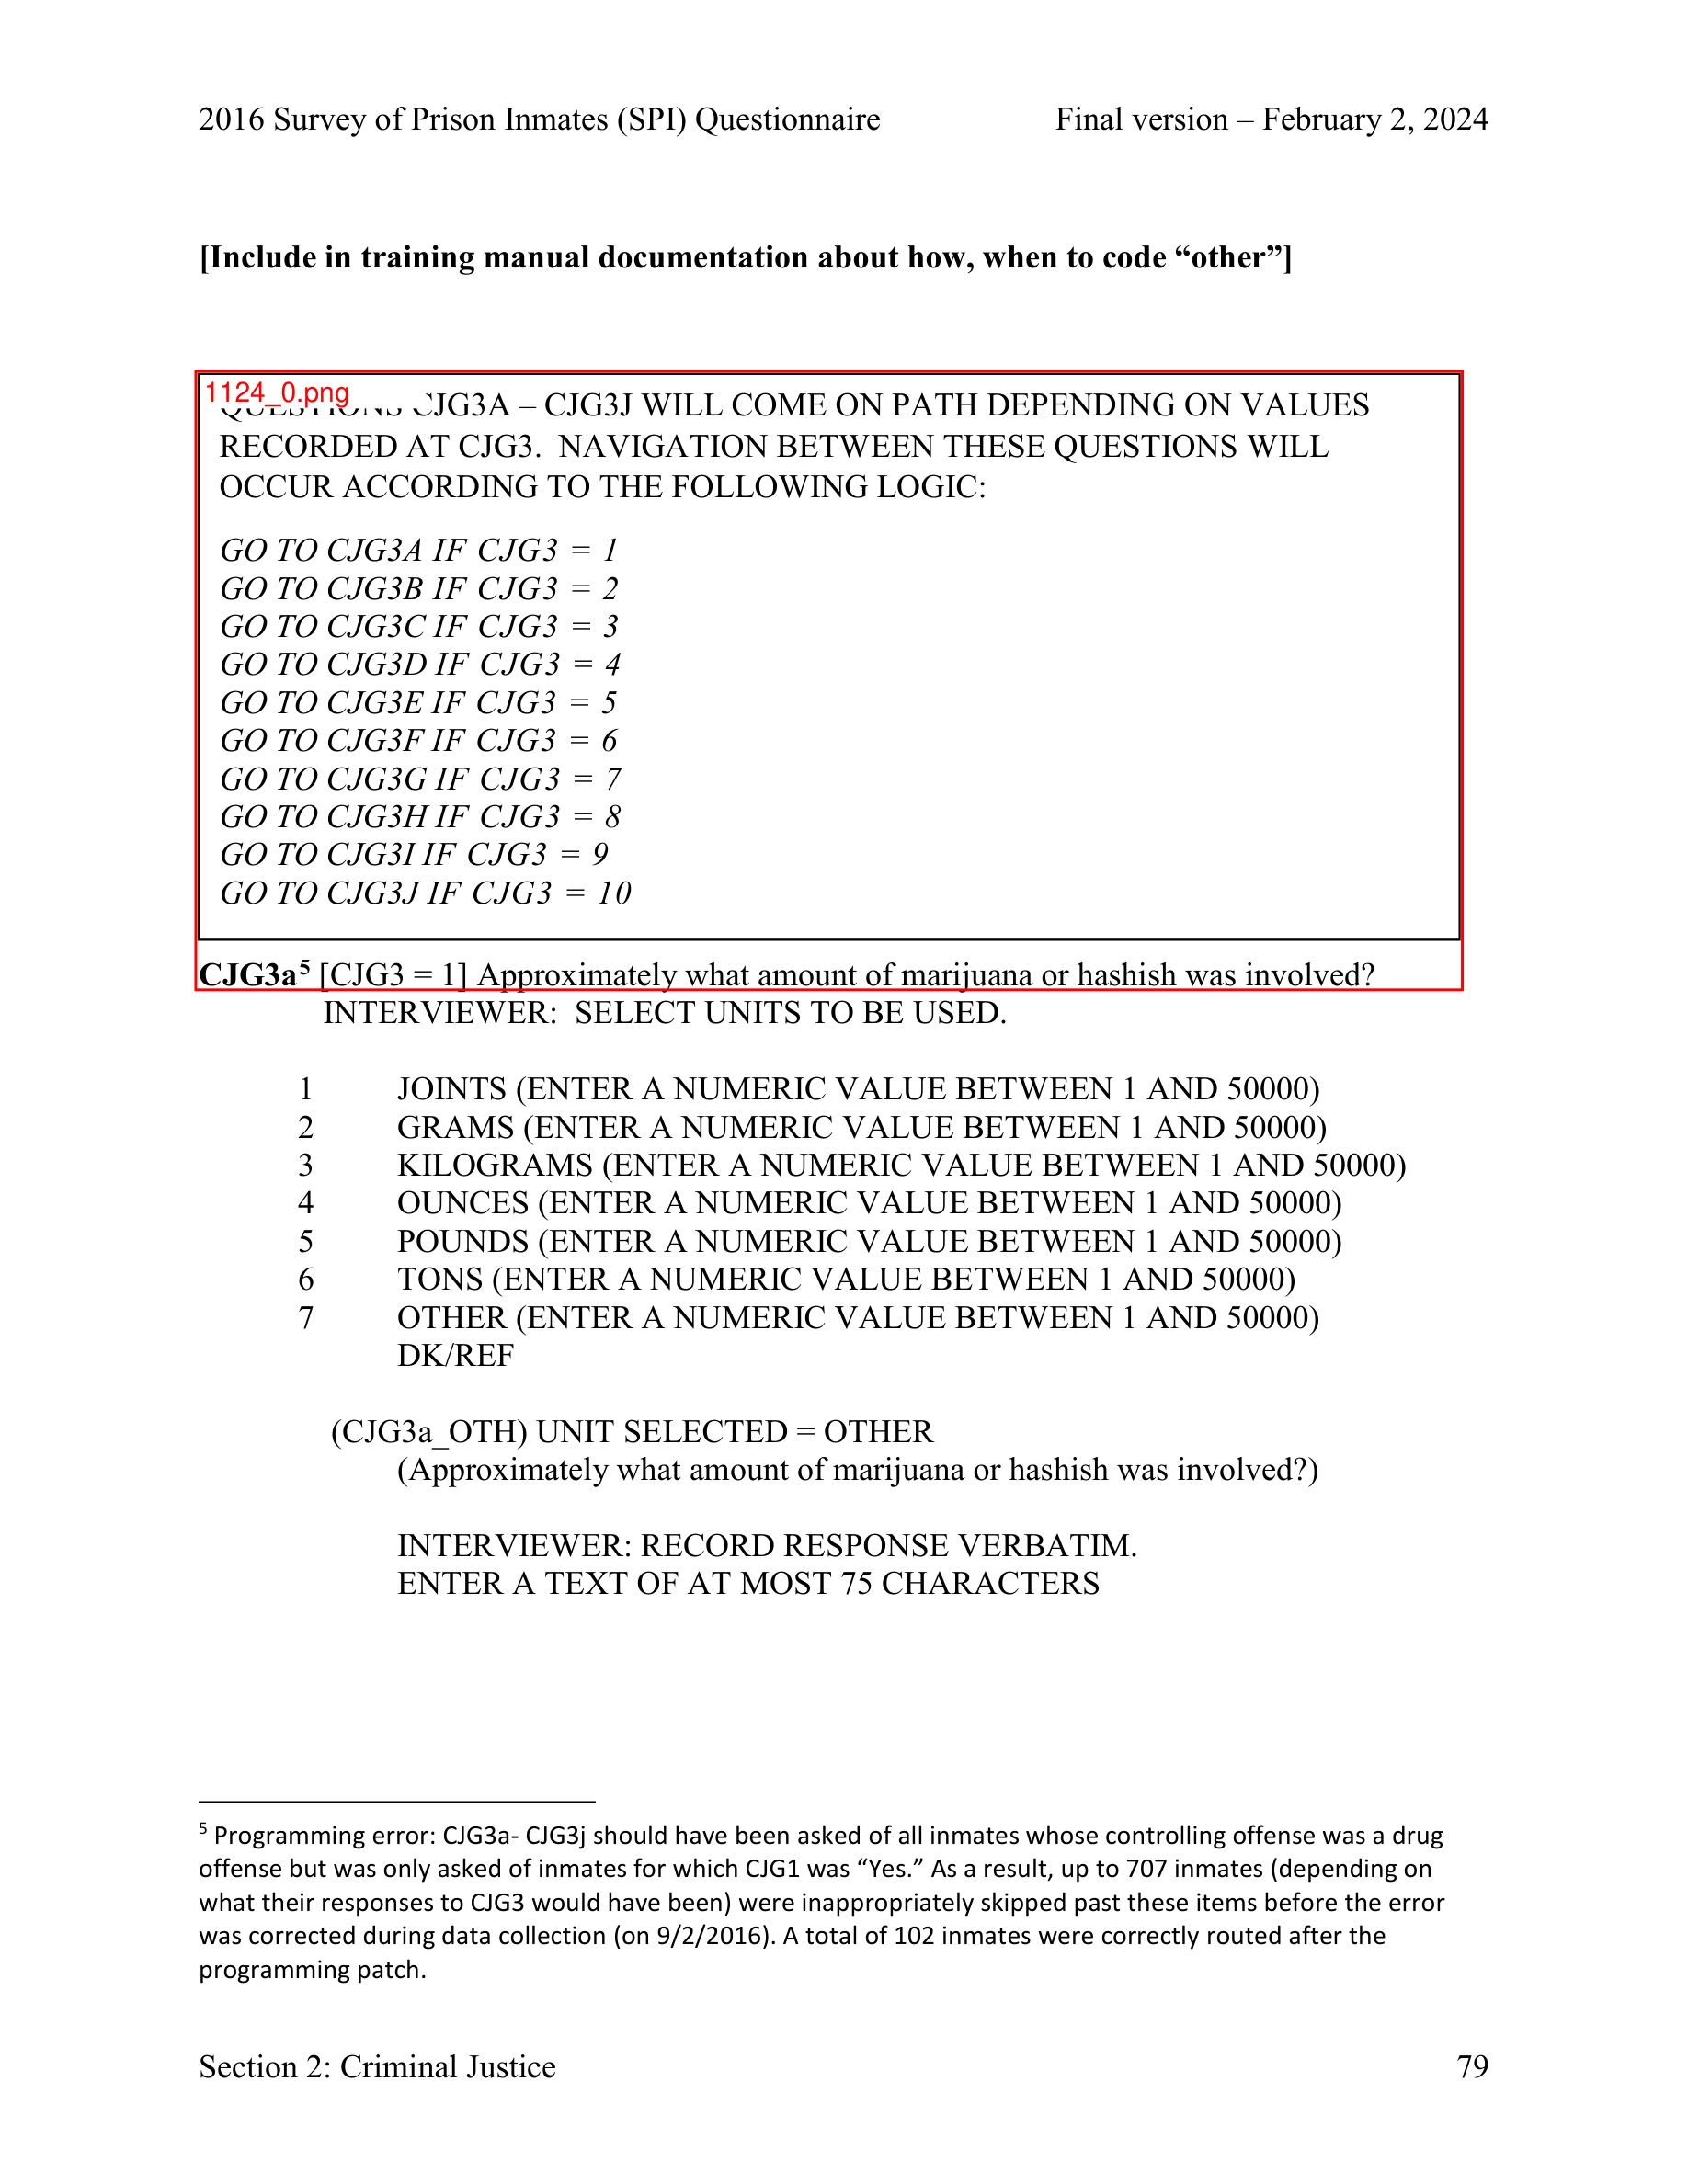 2016 Survey of Prison Inmates (SPI) Questionnaire Final version – February 2, 2024
[Include in training manual documentation about how, when to code “other”]
1124_0.png
CJG3A – CJG3J WILL COME ON PATH DEPENDING ON VALUES
RECORDED AT CJG3. NAVIGATION BETWEEN THESE QUESTIONS WILL
OCCUR ACCORDING TO THE FOLLOWING LOGIC:
GO TO CJG3A IF CJG3 = 1
GO TO CJG3B IF CJG3 = 2
GO TO CJG3C IF CJG3 = 3
GO TO CJG3D IF CJG3 = 4
GO TO CJG3E IF CJG3 = 5
GO TO CJG3F IF CJG3 = 6
GO TO CJG3G IF CJG3 = 7
GO TO CJG3H IF CJG3 = 8
GO TO CJG3I IF CJG3 = 9
GO TO CJG3J IF CJG3 = 10
CJG3a⁵ [CJG3 = 1] Approximately what amount of marijuana or hashish was involved?
INTERVIEWER: SELECT UNITS TO BE USED.
1 JOINTS (ENTER A NUMERIC VALUE BETWEEN 1 AND 50000)
2 GRAMS (ENTER A NUMERIC VALUE BETWEEN 1 AND 50000)
3 KILOGRAMS (ENTER A NUMERIC VALUE BETWEEN 1 AND 50000)
4 OUNCES (ENTER A NUMERIC VALUE BETWEEN 1 AND 50000)
5 POUNDS (ENTER A NUMERIC VALUE BETWEEN 1 AND 50000)
6 TONS (ENTER A NUMERIC VALUE BETWEEN 1 AND 50000)
7 OTHER (ENTER A NUMERIC VALUE BETWEEN 1 AND 50000)
DK/REF
(CJG3a_OTH) UNIT SELECTED = OTHER
(Approximately what amount of marijuana or hashish was involved?)
INTERVIEWER: RECORD RESPONSE VERBATIM.
ENTER A TEXT OF AT MOST 75 CHARACTERS
⁵ Programming error: CJG3a- CJG3j should have been asked of all inmates whose controlling offense was a drug
offense but was only asked of inmates for which CJG1 was “Yes.” As a result, up to 707 inmates (depending on
what their responses to CJG3 would have been) were inappropriately skipped past these items before the error
was corrected during data collection (on 9/2/2016). A total of 102 inmates were correctly routed after the
programming patch.
Section 2: Criminal Justice 79